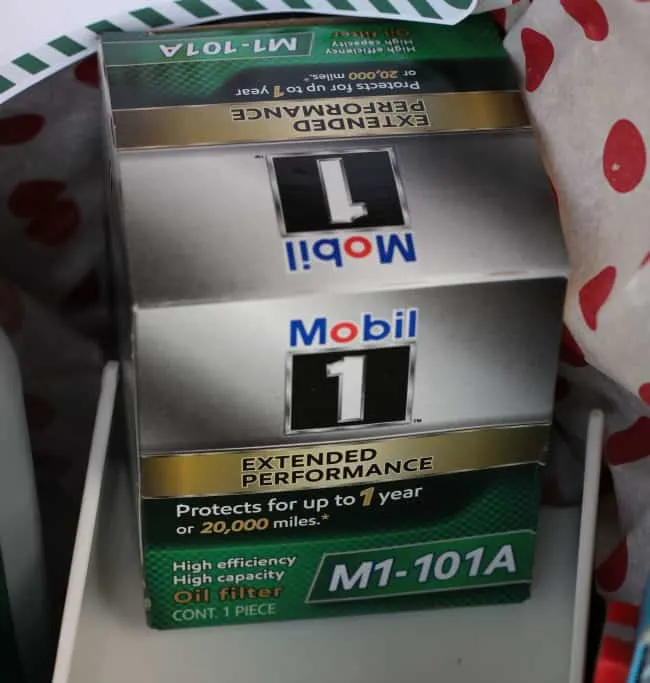 M1-101A
High efficiency
High capacity
Oil filter
Protects for up to 1 year
or 20,000 miles.*
EXTENDED
PERFORMANCE
1™
Mobil
Mobil
1™
EXTENDED
PERFORMANCE
Protects for up to 1 year
or 20,000 miles.*
High efficiency
High capacity
Oil filter
CONT. 1 PIECE
M1-101A